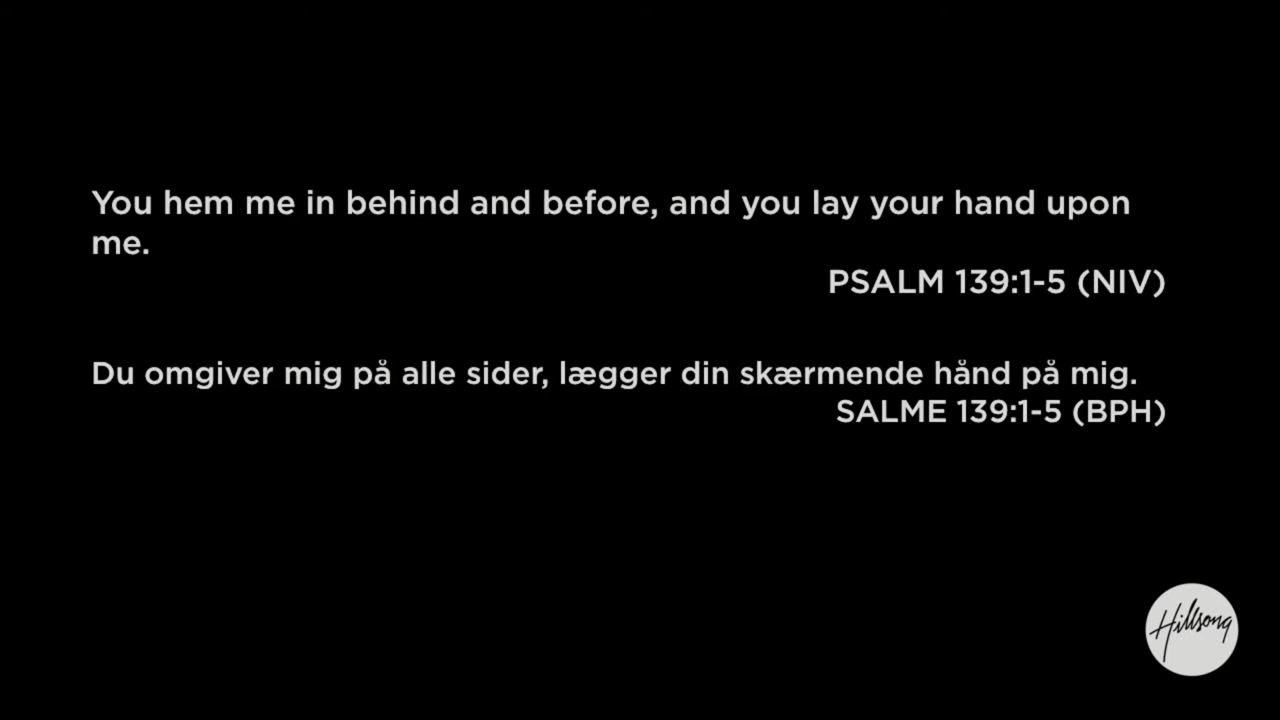 You hem me in behind and before, and you lay your hand upon
me.
PSALM 139:1-5 (NIV)
Du omgiver mig på alle sider, lægger din skærmende hånd på mig.
SALME 139:1-5 (BPH)
Hillsong